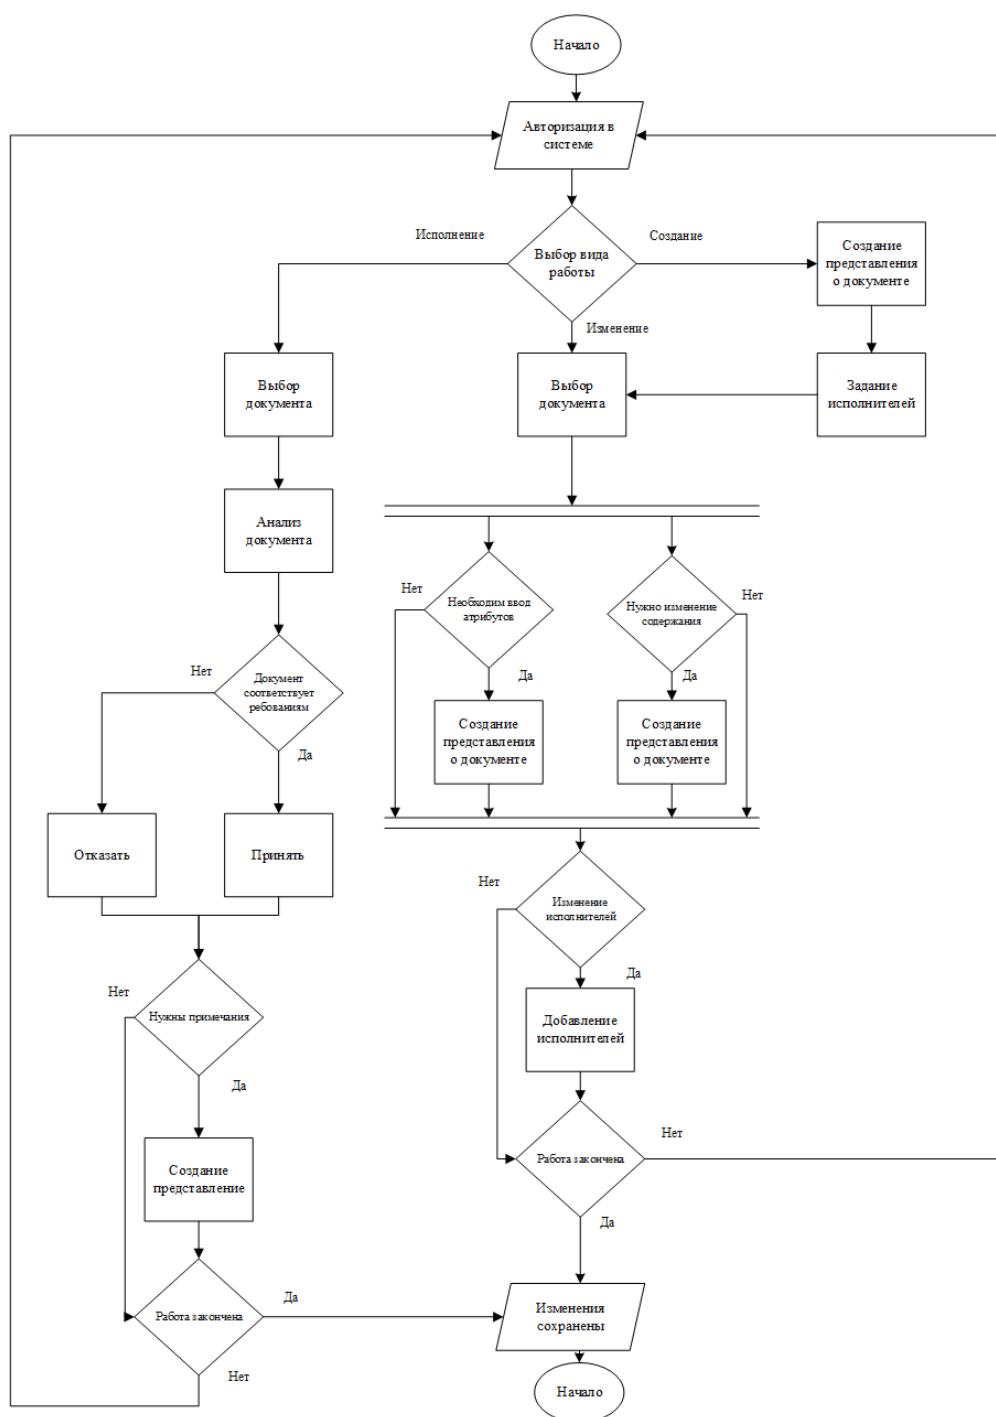 Начало
Авторизация в
системе
Исполнение
Создание
Выбор вида
работы
Создание
представления
о документе
Изменение
Выбор
документа
Выбор
документа
Задание
исполнителей
Анализ
документа
Нет
Необходим ввод
атрибутов
Нужно изменение
содержания
Нет
Нет
Документ
соответствует
ребованиям
Да
Да
Да
Создание
представления
о документе
Создание
представления
о документе
Отказать
Принять
Нет
Изменение
исполнителей
Да
Нет
Нужны примечания
Добавление
исполнителей
Да
Нет
Работа закончена
Создание
представление
Да
Да
Работа закончена
Изменения
сохранены
Нет
Начало